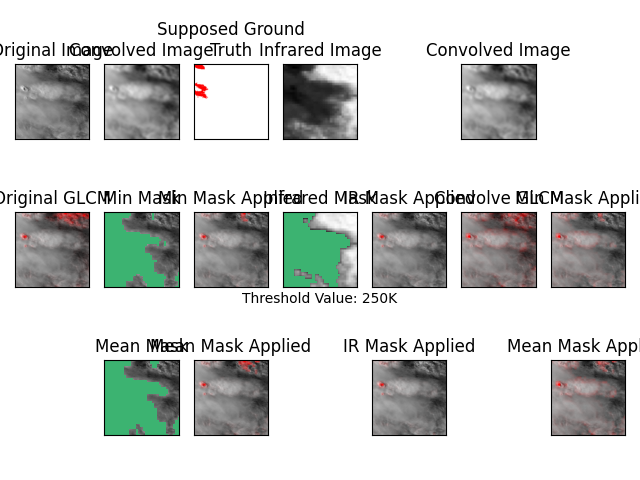 Supposed Ground
Original Image Convolved Image Truth Infrared Image Convolved Image
Original GLCM Min Mask Min Mask Applied Infrared Mask IR Mask Applied Convolve GLCM Min Mask Appli
Threshold Value: 250K
Mean Mask Mean Mask Applied IR Mask Applied Mean Mask Appl